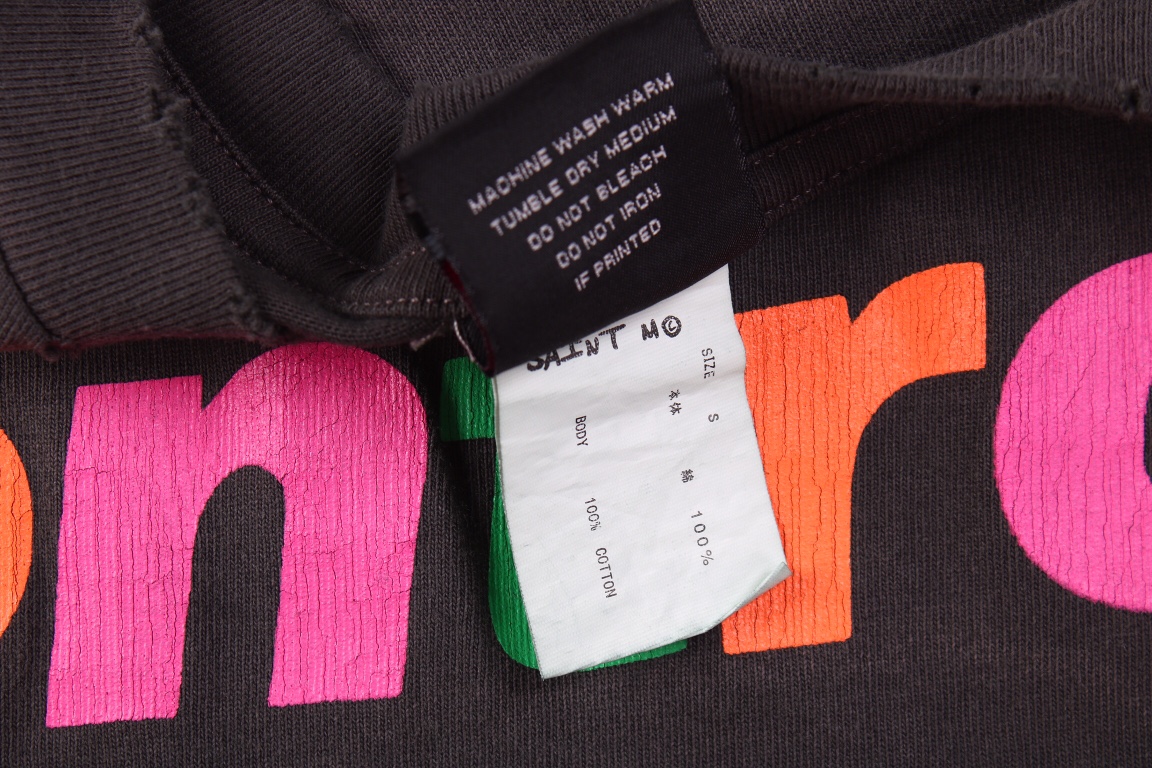 MACHINE WASH WARM
TUMBLE DRY MEDIUM
DO NOT BLEACH
DO NOT IRON
IF PRINTED
SAINT M©
SIZE S
本体 綿 100%
BODY 100% COTTON
ntro